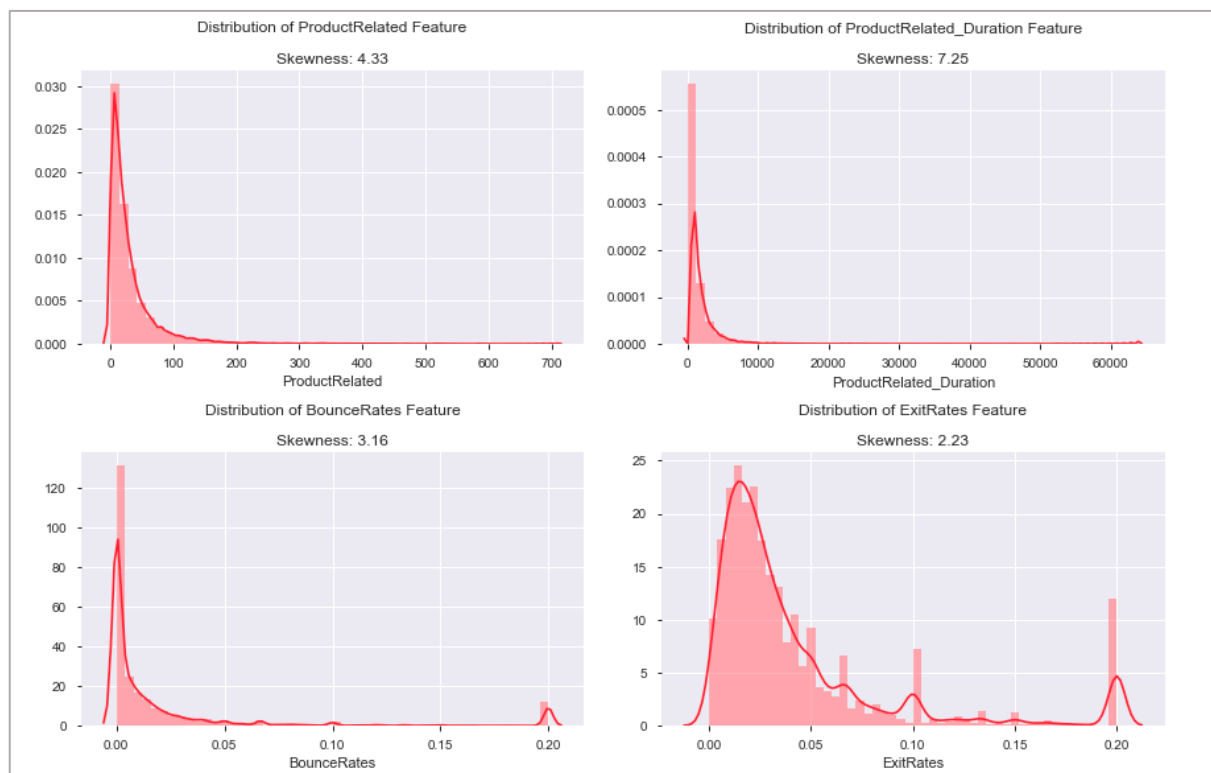 Distribution of ProductRelated Feature
Skewness: 4.33
0.030
0.025
0.020
0.015
0.010
0.005
0.000
0 100 200 300 400 500 600 700
ProductRelated
Distribution of ProductRelated_Duration Feature
Skewness: 7.25
0.0005
0.0004
0.0003
0.0002
0.0001
0.0000
0 10000 20000 30000 40000 50000 60000
ProductRelated_Duration
Distribution of BounceRates Feature
Skewness: 3.16
120
100
80
60
40
20
0
0.00 0.05 0.10 0.15 0.20
BounceRates
Distribution of ExitRates Feature
Skewness: 2.23
25
20
15
10
5
0
0.00 0.05 0.10 0.15 0.20
ExitRates